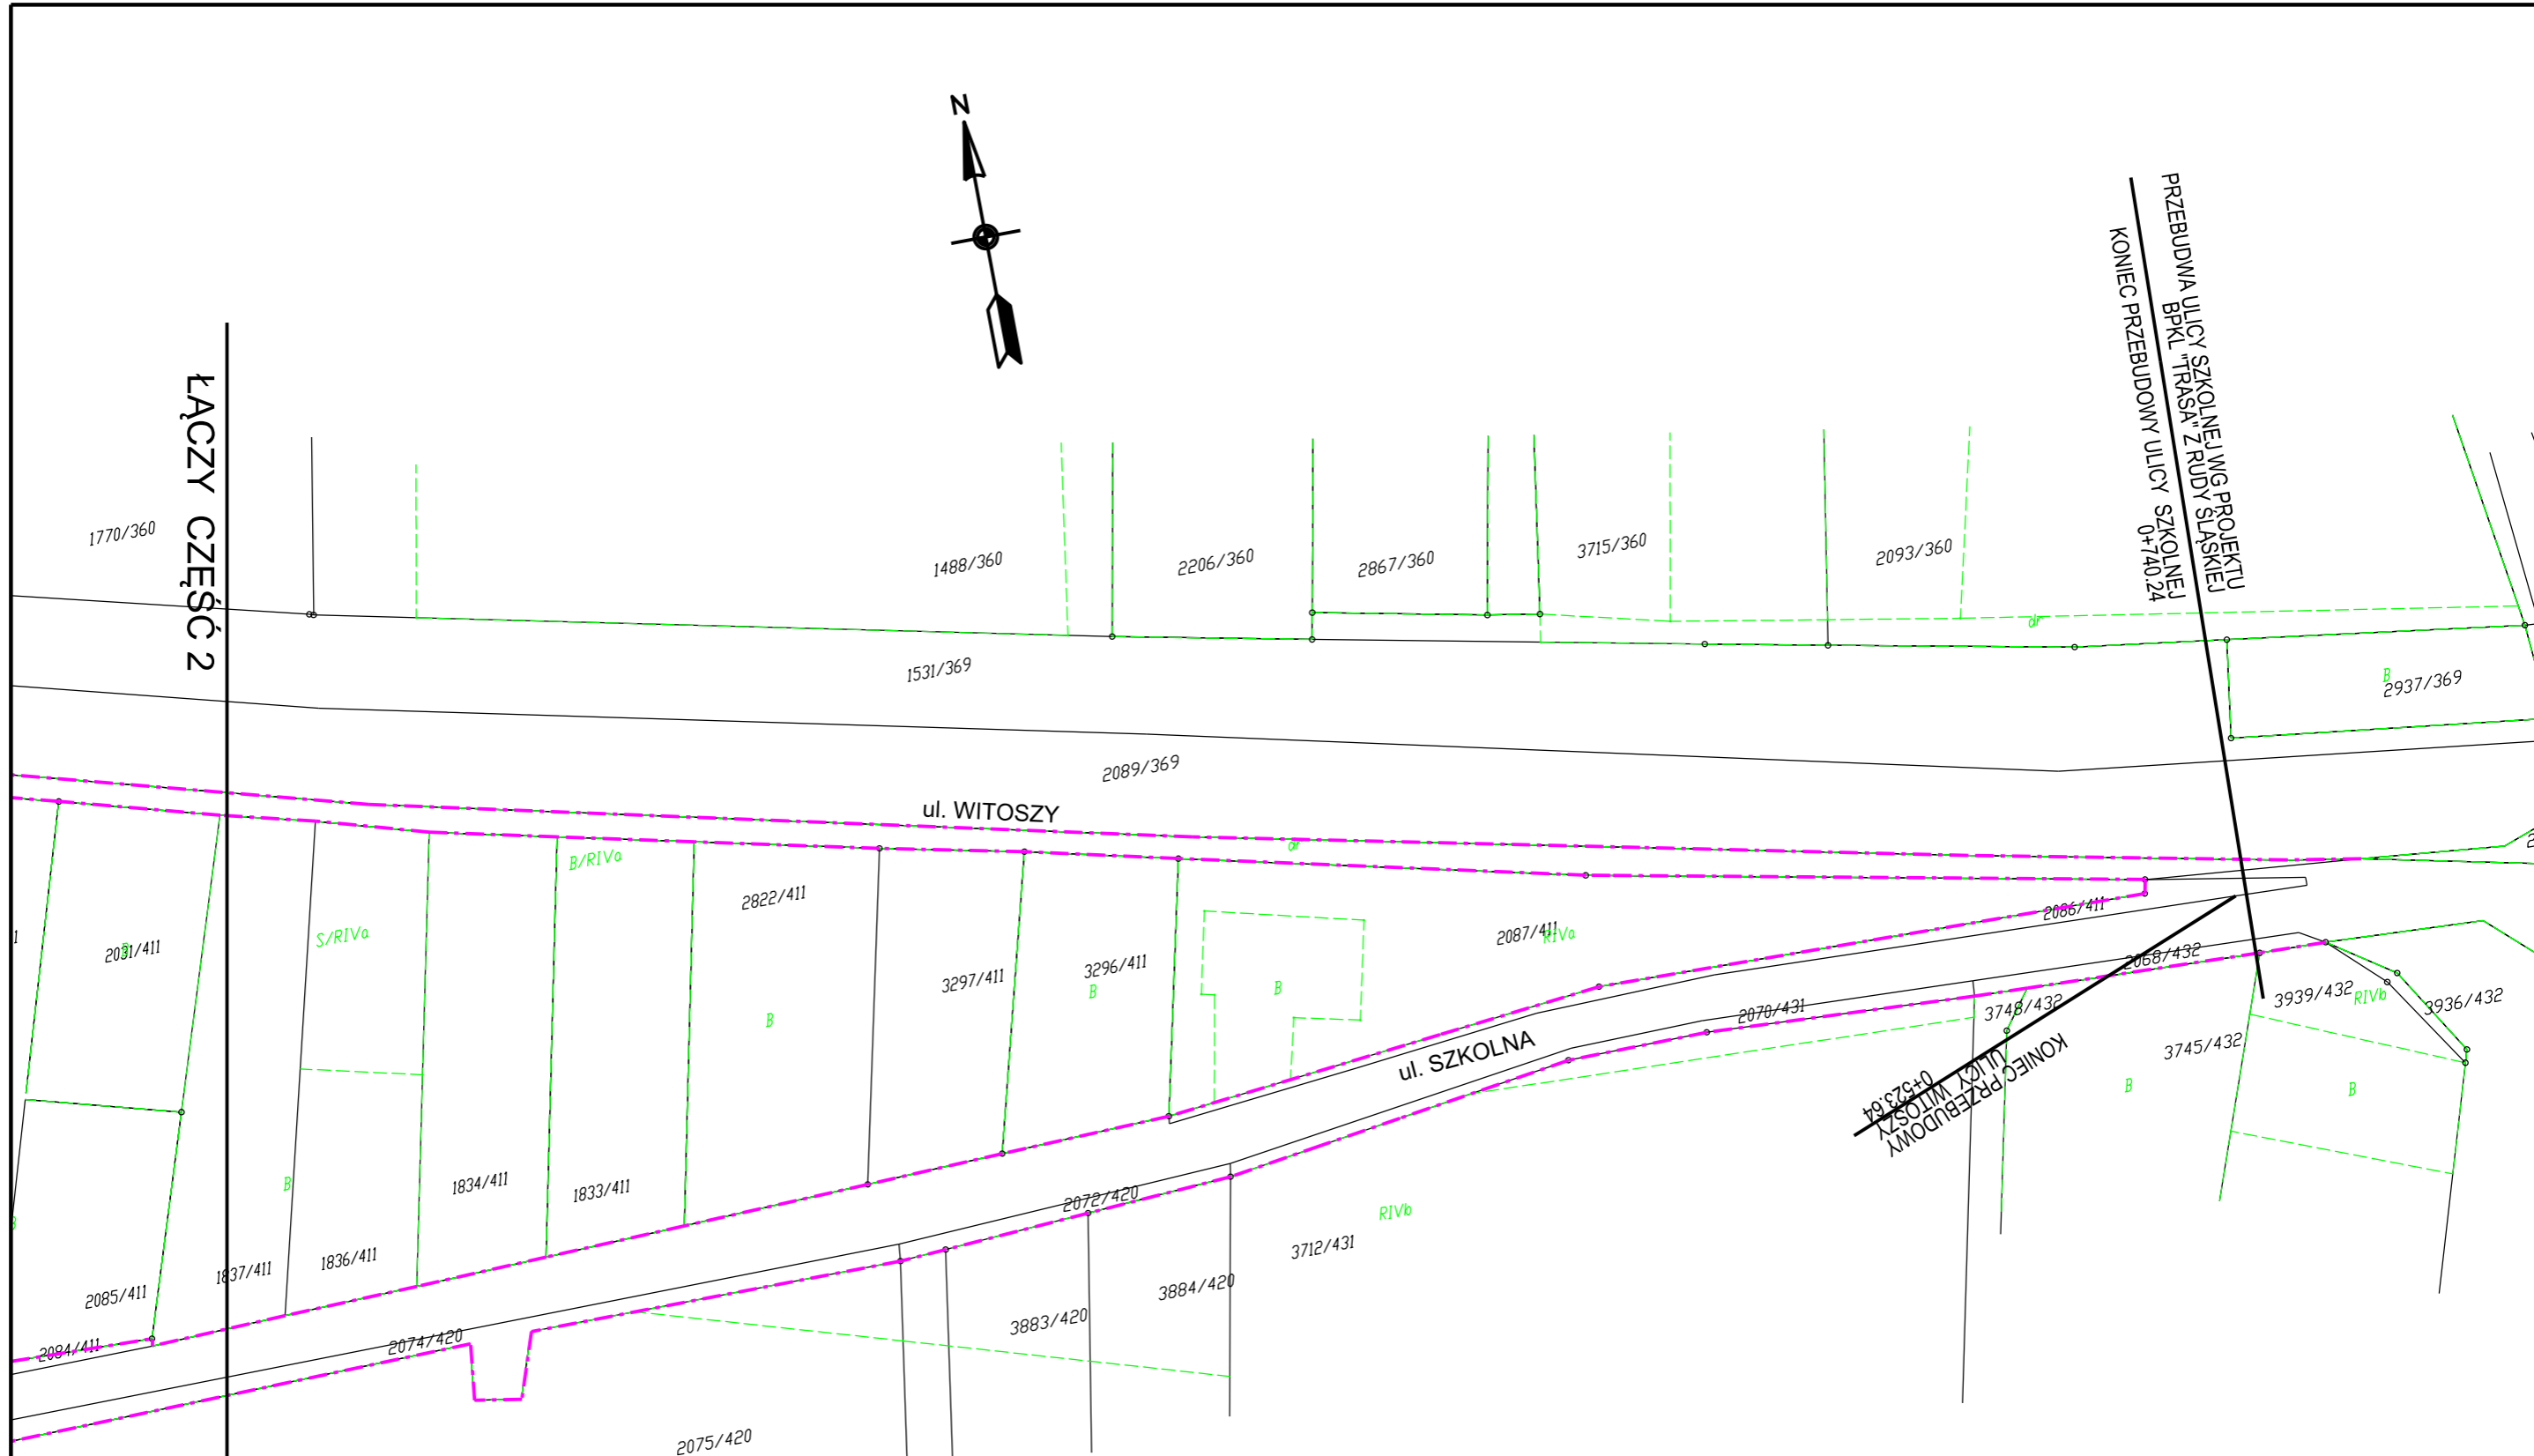 N
PRZEBUDWA ULICY SZKOLNEJ WG PROJEKTU
BPKL "TRASA" Z RUDY ŚLĄSKIEJ
KONIEC PRZEBUDOWY ULICY SZKOLNEJ
0+740.24
ŁĄCZY CZĘŚĆ 2
1770/360
1488/360
2206/360
2867/360
3715/360
2093/360
dr
1531/369
B
2937/369
2089/369
ul. WITOSZY
dr
B/RIVa
2822/411
2086/411
2087/411
RIVa
S/RIVa
2031/411
B
1
3297/411
3296/411
B
B
B
2068/432
3939/432
RIVb
3936/432
3748/432
2070/431
3745/432
ul. SZKOLNA
KONIEC PRZEBUDOWY
ULICY WITOSZY
0+523.64
B
B
B
B
1834/411
1833/411
2072/420
RIVb
3712/431
1837/411
1836/411
2085/411
3884/420
3883/420
2084/411
2074/420
2075/420